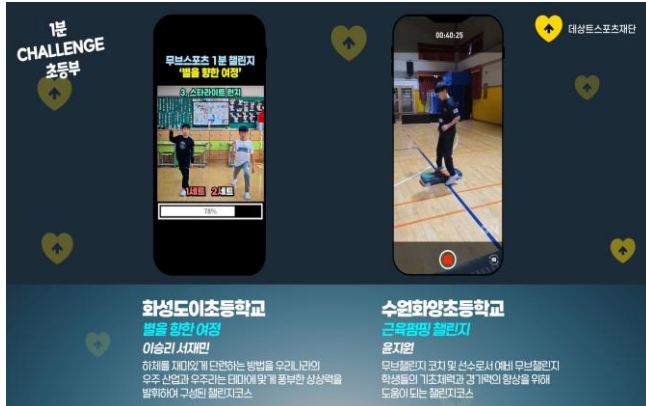 1분
CHALLENGE
초등부
무브스포츠 1분 챌린지
'별을 향한 여정'
3. 스타라이트 런지
1세트 2세트
78%
00:40:25
데상트스포츠재단
화성도이초등학교
별을 향한 여정
이승리 서재민
하체를 재미있게 단련하는 방법을 우리나라의
우주 산업과 우주라는 테마에 맞게 풍부한 상상력을
발휘하여 구성된 챌린지코스
수원화양초등학교
근육펌핑 챌린지
윤지원
무브챌린지 코치 및 선수로서 예비 무브챌린지
학생들의 기초체력과 경기력의 향상을 위해
도움이 되는 챌린지코스